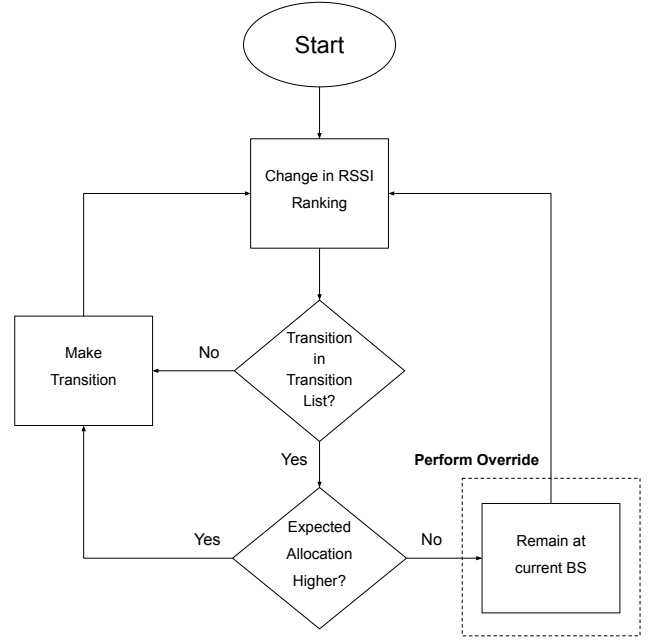 Start
Change in RSSI
Ranking
Transition
in
Transition
List?
No
Make
Transition
Yes
Perform Override
Expected
Allocation
Higher?
Yes
No
Remain at
current BS